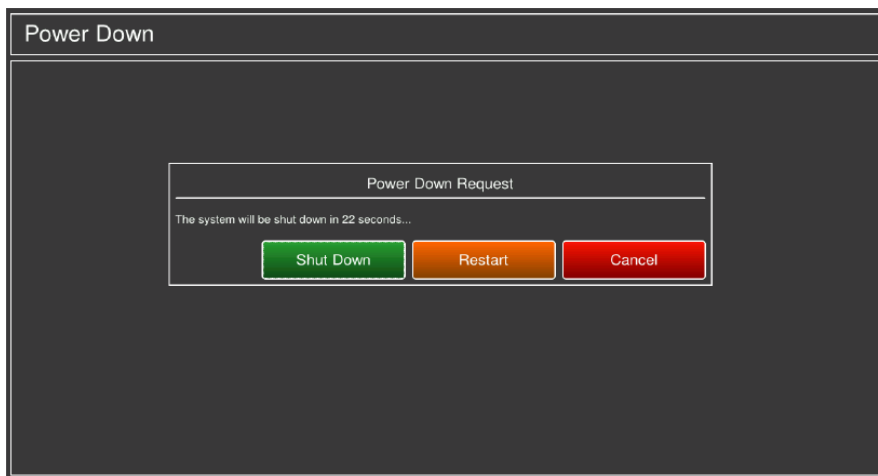 Power Down
Power Down Request
The system will be shut down in 22 seconds...
Shut Down Restart Cancel